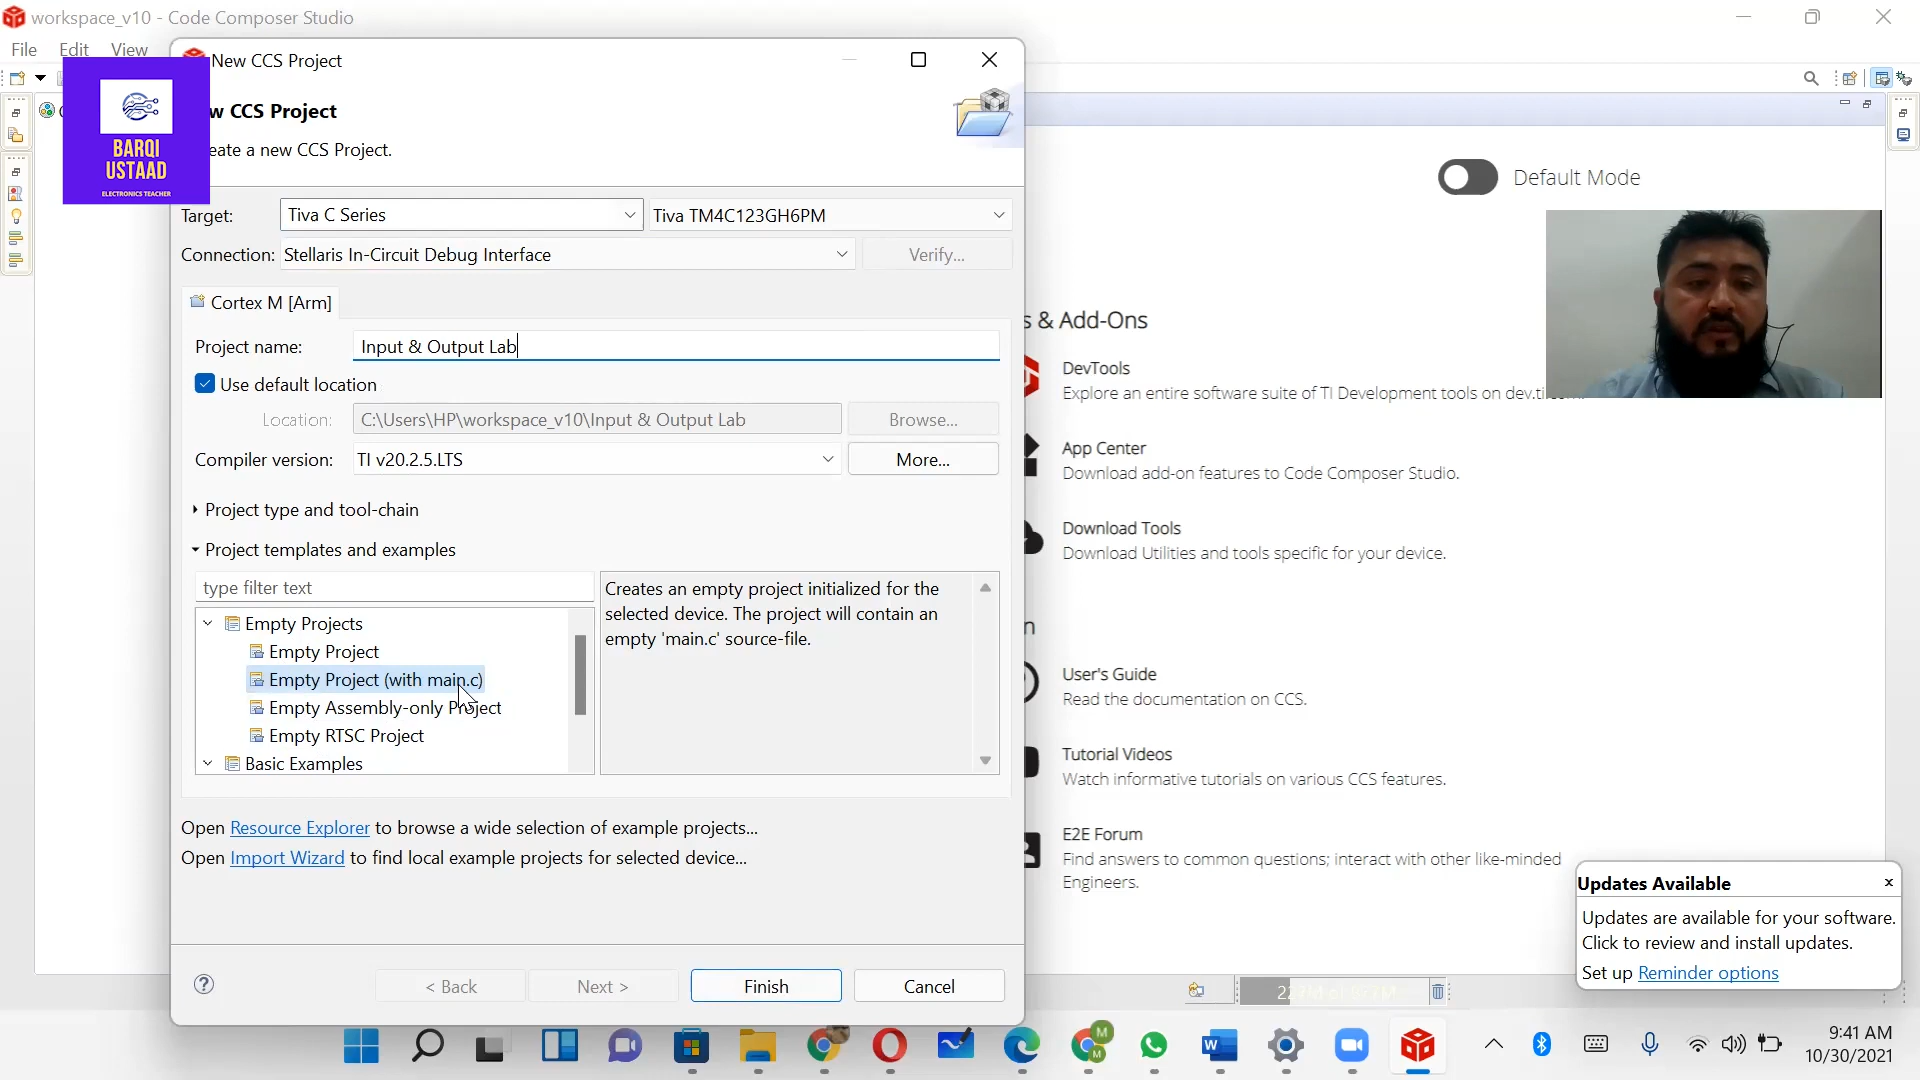 workspace_v10 - Code Composer Studio
File Edit View
New CCS Project
w CCS Project
eate a new CCS Project.
BARQI
USTAAD
ELECTRONICS TEACHER
Default Mode
Target: Tiva C Series Tiva TM4C123GH6PM
Connection: Stellaris In-Circuit Debug Interface Verify...
Cortex M [Arm]
Project name: Input & Output Lab
Use default location
Location: C:\Users\HP\workspace_v10\Input & Output Lab Browse...
Compiler version: TI v20.2.5.LTS More...
Project type and tool-chain
Project templates and examples
type filter text
Empty Projects
Empty Project
Empty Project (with main.c)
Empty Assembly-only Project
Empty RTSC Project
Basic Examples
Creates an empty project initialized for the
selected device. The project will contain an
empty 'main.c' source-file.
Open Resource Explorer to browse a wide selection of example projects...
Open Import Wizard to find local example projects for selected device...
< Back Next > Finish Cancel
s & Add-Ons
DevTools
Explore an entire software suite of TI Development tools on
App Center
Download add-on features to Code Composer Studio.
Download Tools
Download Utilities and tools specific for your device.
n
User's Guide
Read the documentation on CCS.
Tutorial Videos
Watch informative tutorials on various CCS features.
E2E Forum
Find answers to common questions; interact with other like-minded
Engineers.
Updates Available
Updates are available for your software.
Click to review and install updates.
Set up Reminder options
9:41 AM
10/30/2021